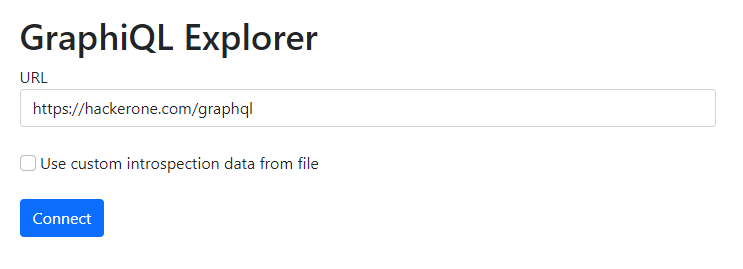 GraphiQL Explorer
URL
https://hackerone.com/graphql
Use custom introspection data from file
Connect